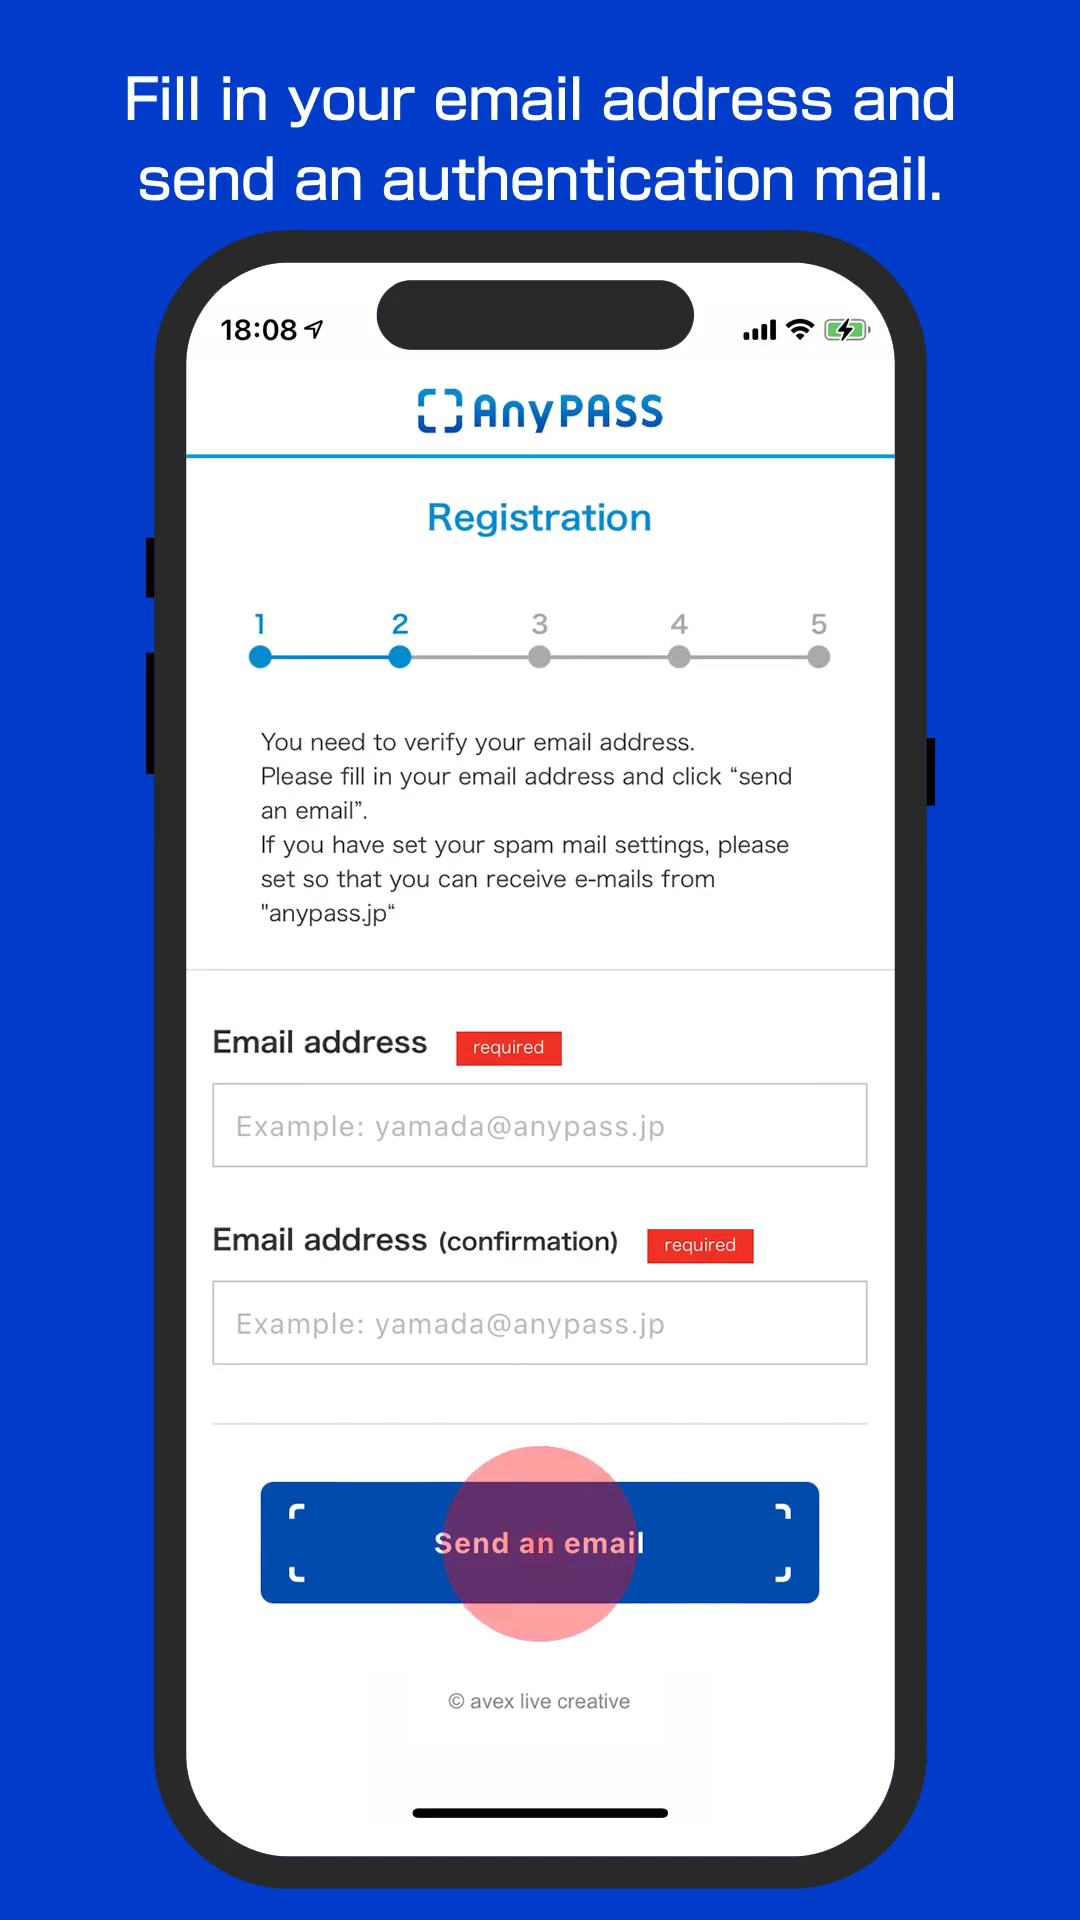 Fill in your email address and
send an authentication mail.
18:08
AnyPASS
Registration
1 2 3 4 5
You need to verify your email address.
Please fill in your email address and click “send
an email”.
If you have set your spam mail settings, please
set so that you can receive e-mails from
"anypass.jp“
Email address required
Example: yamada@anypass.jp
Email address (confirmation) required
Example: yamada@anypass.jp
Send an email
© avex live creative